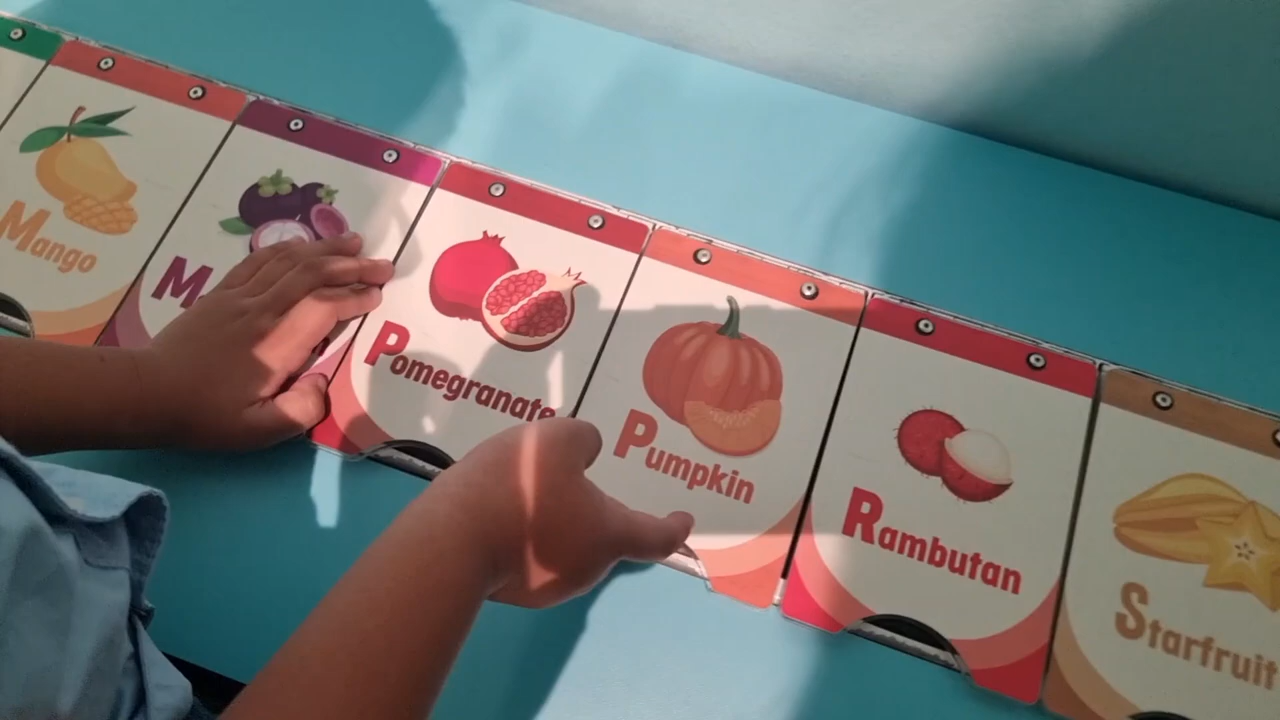 Mango
Pomegranate
Pumpkin
Rambutan
Starfruit